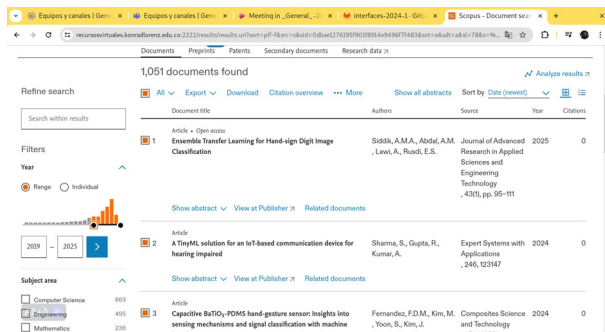 Equipos y canales | Gene
Equipos y canales | Gene
Meeting in _General_-2
interfaces-2024-1 · GitL
Scopus - Document sea
recursosvirtuales.konradlorenz.edu.co:2222/results/results.uri?sort=plf-f&src=s&sid=
Documents Preprints Patents Secondary documents Research data
1,051 documents found
Analyze results
Refine search
All Export Download Citation overview ••• More Show all abstracts Sort by Date (newest)
Document title Authors Source Year Citations
Search within results
Article • Open access
1 Ensemble Transfer Learning for Hand-sign Digit Image Classification
Siddik, A.M.A., Abdal, A.M., Lawi, A., Rusdi, E.S.
Journal of Advanced Research in Applied Sciences and Engineering Technology, 43(1), pp. 95–111
2025
0
Filters
Year
Range Individual
Show abstract View at Publisher Related documents
2019 – 2025
Article
2 A TinyML solution for an IoT-based communication device for hearing impaired
Sharma, S., Gupta, R., Kumar, A.
Expert Systems with Applications, 246, 123147
2024
0
Show abstract View at Publisher Related documents
Subject area
Computer Science 869
Engineering 495
Mathematics 236
Article
3 Capacitive BaTiO₃-PDMS hand-gesture sensor: Insights into sensing mechanisms and signal classification with machine
Fernandez, F.D.M., Kim, M., Yoon, S., Kim, J.
Composites Science and Technology
2024
0